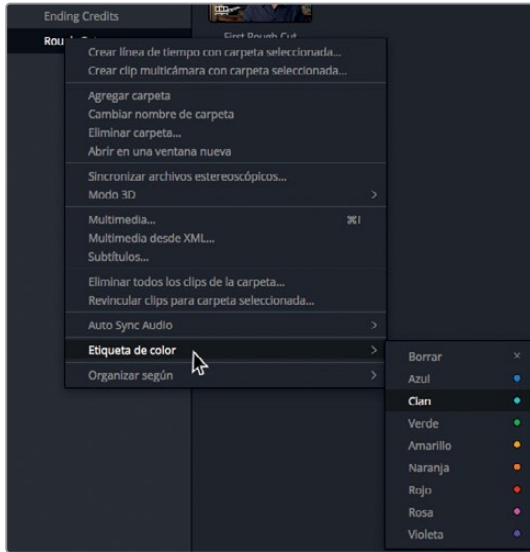 Ending Credits
First Rough Cut
Crear línea de tiempo con carpeta seleccionada...
Crear clip multicámara con carpeta seleccionada...
Agregar carpeta
Cambiar nombre de carpeta
Eliminar carpeta...
Abrir en una ventana nueva
Sincronizar archivos estereoscópicos...
Modo 3D >
Multimedia... ⌘I
Multimedia desde XML...
Subtítulos...
Eliminar todos los clips de la carpeta...
Revincular clips para carpeta seleccionada...
Auto Sync Audio >
Etiqueta de color >
Organizar según >
Borrar ×
Azul
Cian
Verde
Amarillo
Naranja
Rojo
Rosa
Violeta